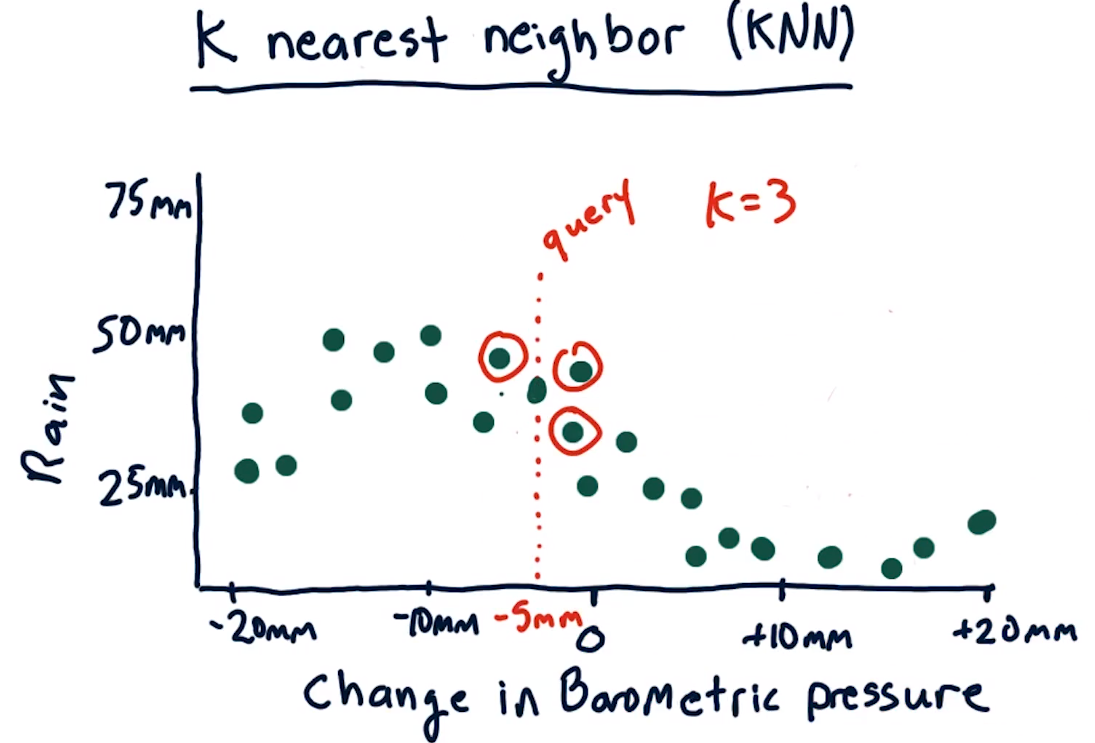 K nearest neighbor (KNN)
query K=3
75mm
50mm
25mm
Rain
-20mm -10mm -5mm 0 +10mm +20mm
Change in Barometric pressure